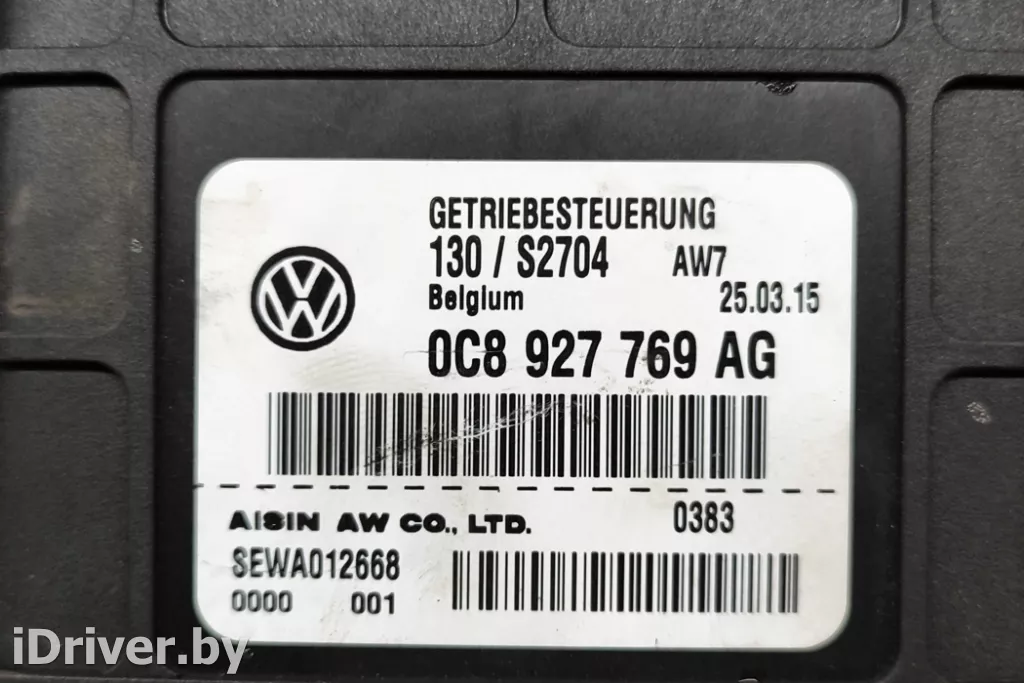 GETRIEBESTEUERUNG
130 / S2704 AW7
Belgium 25.03.15
0C8 927 769 AG
AISIN AW CO., LTD. 0383
SEWA012668
0000 001
iDriver.by